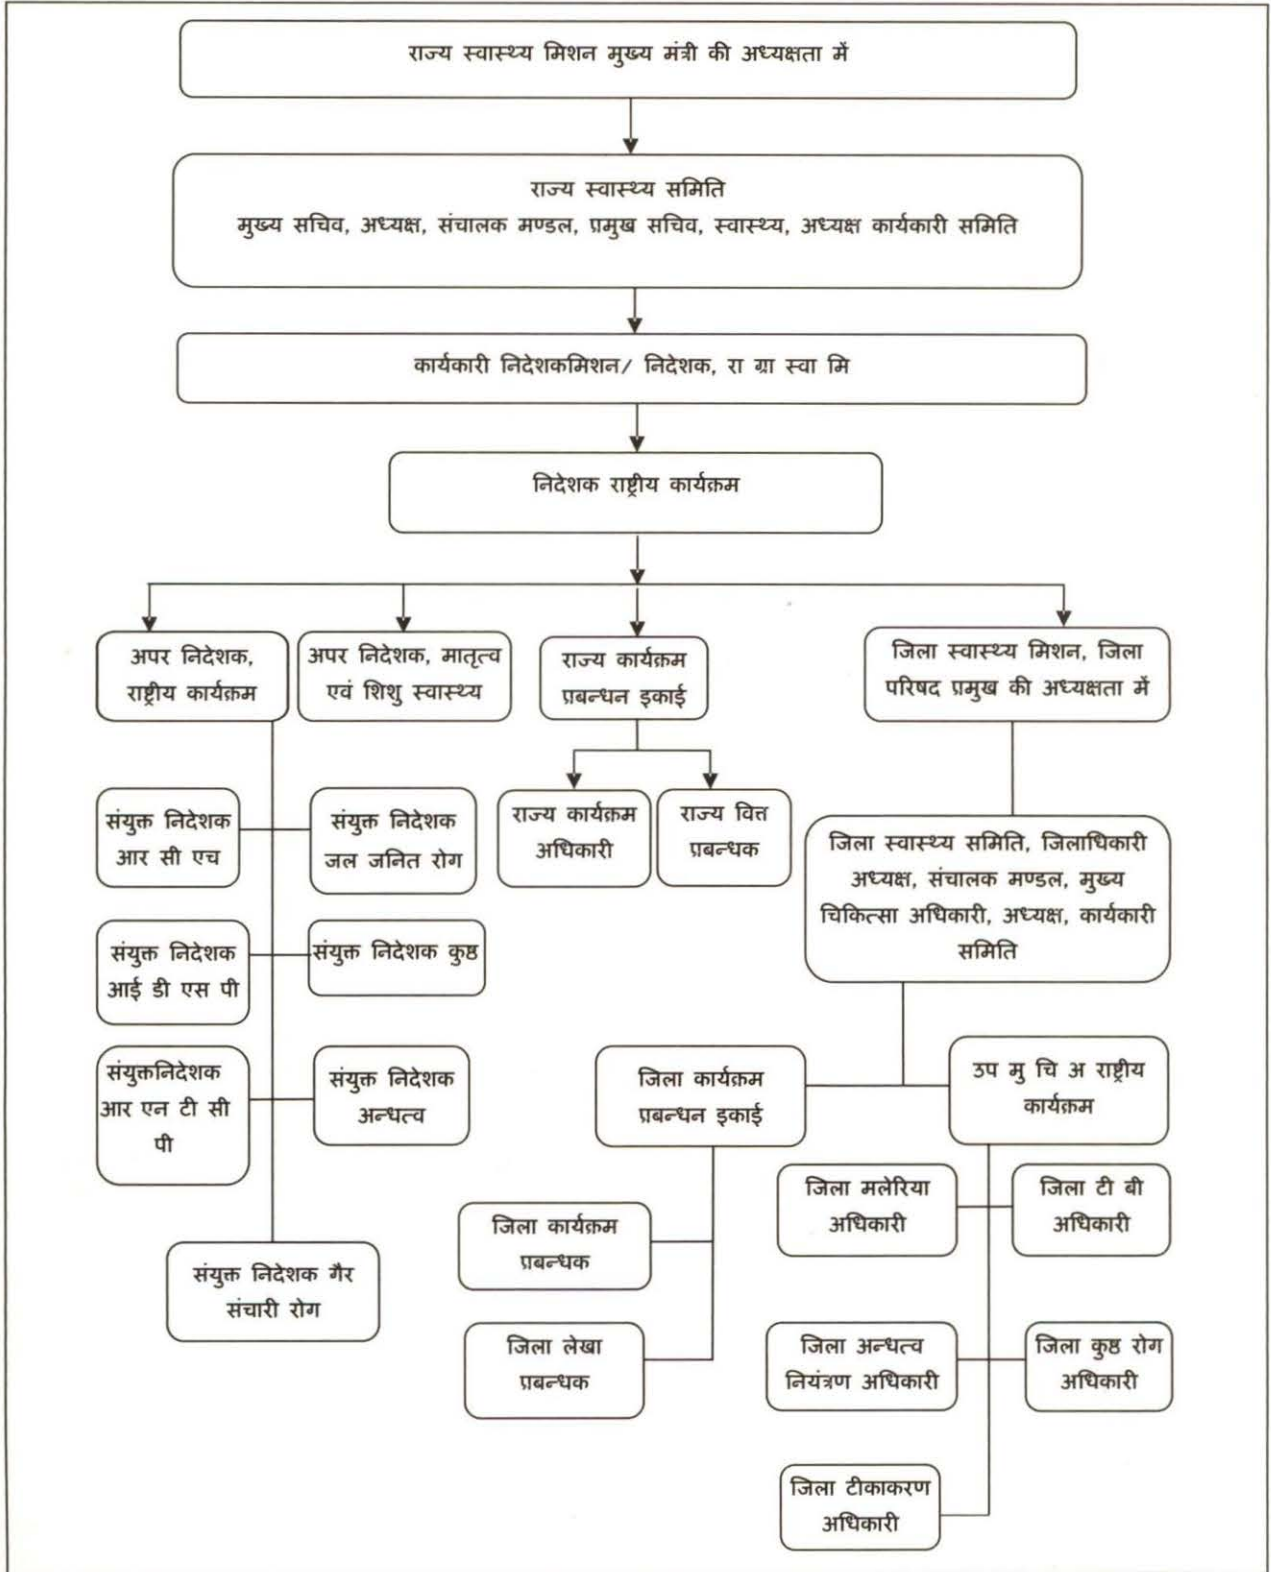 राज्य स्वास्थ्य मिशन मुख्य मंत्री की अध्यक्षता में
राज्य स्वास्थ्य समिति
मुख्य सचिव, अध्यक्ष, संचालक मण्डल, प्रमुख सचिव, स्वास्थ्य, अध्यक्ष कार्यकारी समिति
कार्यकारी निदेशकमिशन/ निदेशक, रा ग्रा स्वा मि
निदेशक राष्ट्रीय कार्यक्रम
अपर निदेशक,
राष्ट्रीय कार्यक्रम
अपर निदेशक, मातृत्व
एवं शिशु स्वास्थ्य
राज्य कार्यक्रम
प्रबन्धन इकाई
जिला स्वास्थ्य मिशन, जिला
परिषद प्रमुख की अध्यक्षता में
संयुक्त निदेशक
आर सी एच
संयुक्त निदेशक
जल जनित रोग
राज्य कार्यक्रम
अधिकारी
राज्य वित्त
प्रबन्धक
जिला स्वास्थ्य समिति, जिलाधिकारी
अध्यक्ष, संचालक मण्डल, मुख्य
चिकित्सा अधिकारी, अध्यक्ष, कार्यकारी
समिति
संयुक्त निदेशक
आई डी एस पी
संयुक्त निदेशक कुष्ठ
संयुक्तनिदेशक
आर एन टी सी
पी
संयुक्त निदेशक
अन्धत्व
जिला कार्यक्रम
प्रबन्धन इकाई
उप मु चि अ राष्ट्रीय
कार्यक्रम
जिला मलेरिया
अधिकारी
जिला टी बी
अधिकारी
जिला कार्यक्रम
प्रबन्धक
संयुक्त निदेशक गैर
संचारी रोग
जिला लेखा
प्रबन्धक
जिला अन्धत्व
नियंत्रण अधिकारी
जिला कुष्ठ रोग
अधिकारी
जिला टीकाकरण
अधिकारी